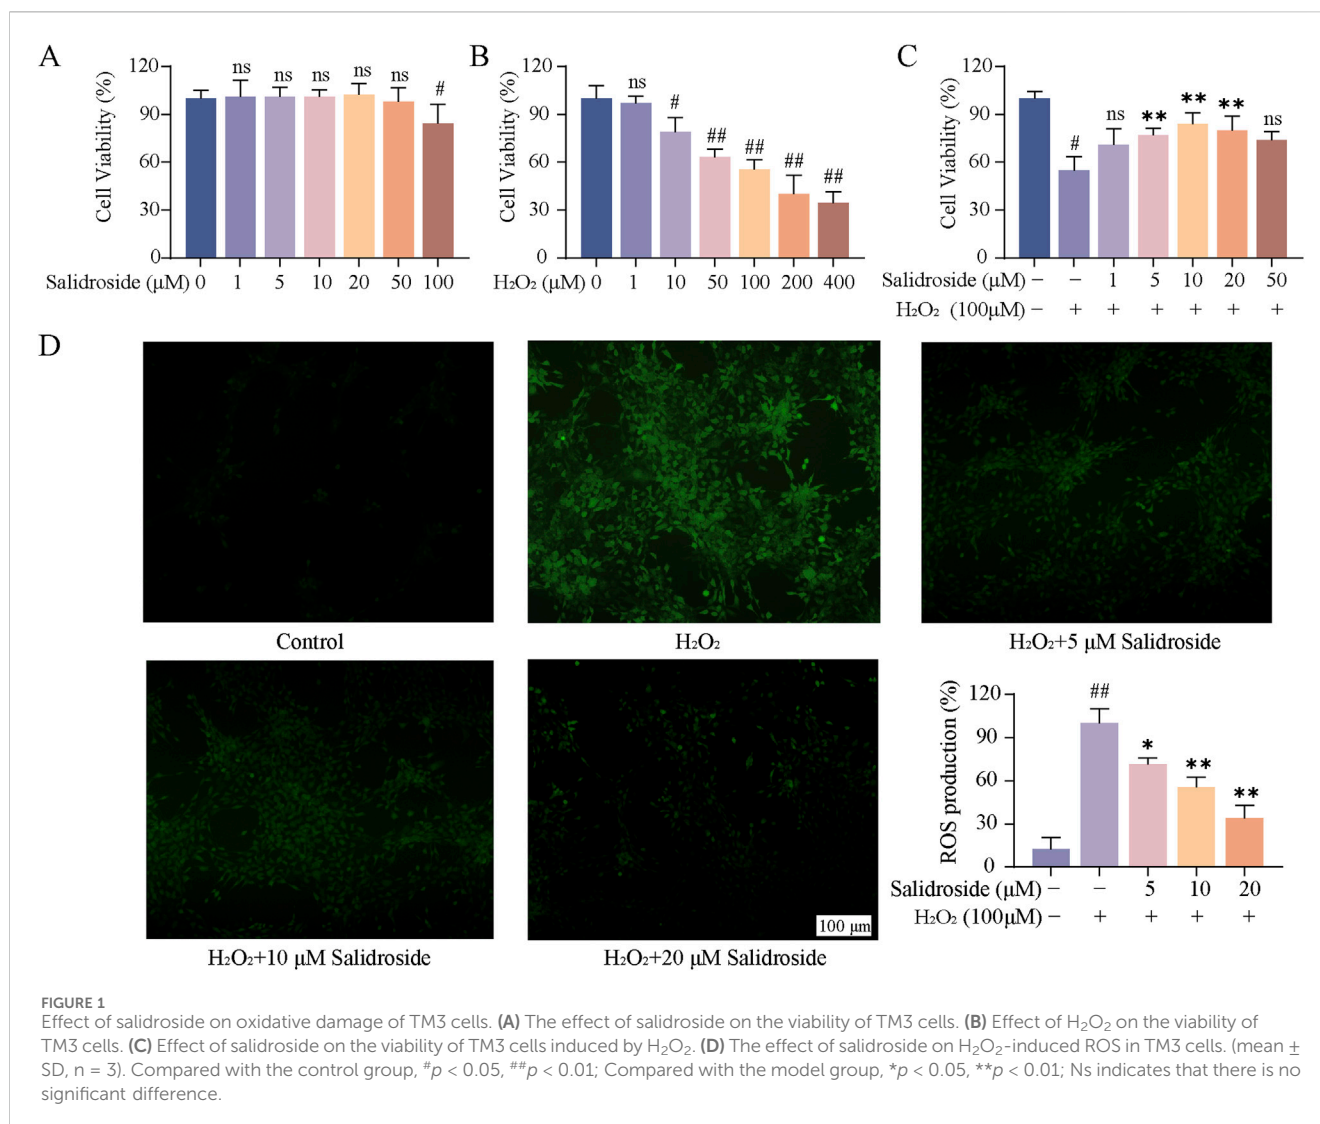 A
Cell Viability (%)
120
90
60
30
0
ns ns ns ns ns #
Salidroside (μM) 0 1 5 10 20 50 100
B
Cell Viability (%)
120
90
60
30
0
ns # ## ## ## ##
H₂O₂ (μM) 0 1 10 50 100 200 400
C
Cell Viability (%)
120
90
60
30
0
# ns ** ** ** ns
Salidroside (μM) − − 1 5 10 20 50
H₂O₂ (100μM) − + + + + + +
D
Control
H₂O₂
H₂O₂+5 μM Salidroside
H₂O₂+10 μM Salidroside
100 μm
H₂O₂+20 μM Salidroside
ROS production (%)
120
90
60
30
0
## * ** **
Salidroside (μM) − − 5 10 20
H₂O₂ (100μM) − + + + +
FIGURE 1
Effect of salidroside on oxidative damage of TM3 cells. (A) The effect of salidroside on the viability of TM3 cells. (B) Effect of H₂O₂ on the viability of
TM3 cells. (C) Effect of salidroside on the viability of TM3 cells induced by H₂O₂. (D) The effect of salidroside on H₂O₂-induced ROS in TM3 cells. (mean ±
SD, n = 3). Compared with the control group, #p < 0.05, ##p < 0.01; Compared with the model group, *p < 0.05, **p < 0.01; Ns indicates that there is no
significant difference.